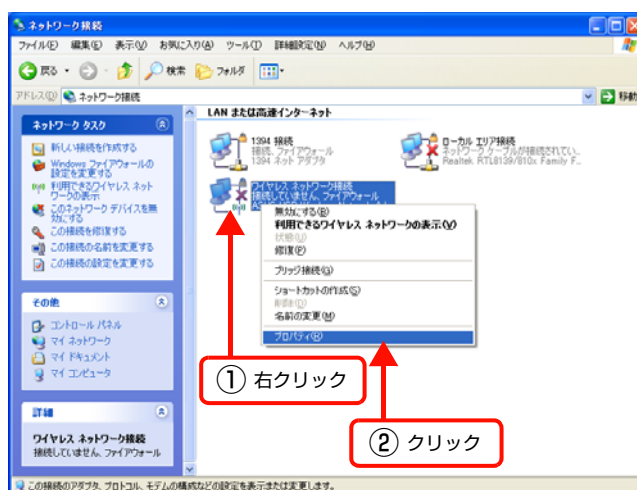 ネットワーク接続
ファイル(F) 編集(E) 表示(V) お気に入り(A) ツール(T) 詳細設定(N) ヘルプ(H)
戻る 検索 フォルダ
アドレス(D) ネットワーク接続 移動
ネットワーク タスク
新しい接続を作成する
Windows ファイアウォールの
設定を変更する
利用できるワイヤレス ネット
ワークの表示
このネットワーク デバイスを無
効にする
この接続を修復する
この接続の名前を変更する
この接続の設定を変更する
その他
コントロール パネル
マイ ネットワーク
マイ ドキュメント
マイ コンピュータ
詳細
ワイヤレス ネットワーク接続
接続していません, ファイアウォール
LAN または高速インターネット
1394 接続
接続, ファイアウォール
1394 ネット アダプタ
ローカル エリア接続
ネットワーク ケーブルが接続されてい...
Realtek RTL8139/810x Family F...
ワイヤレス ネットワーク接続
接続していません, ファイアウォール
無効にする(B)
利用できるワイヤレス ネットワークの表示(V)
状態(U)
修復(P)
ブリッジ接続(G)
ショートカットの作成(S)
削除(D)
名前の変更(M)
プロパティ(R)
① 右クリック
② クリック
この接続のアダプタ, プロトコル, モデムの構成などの設定を表示または変更します。